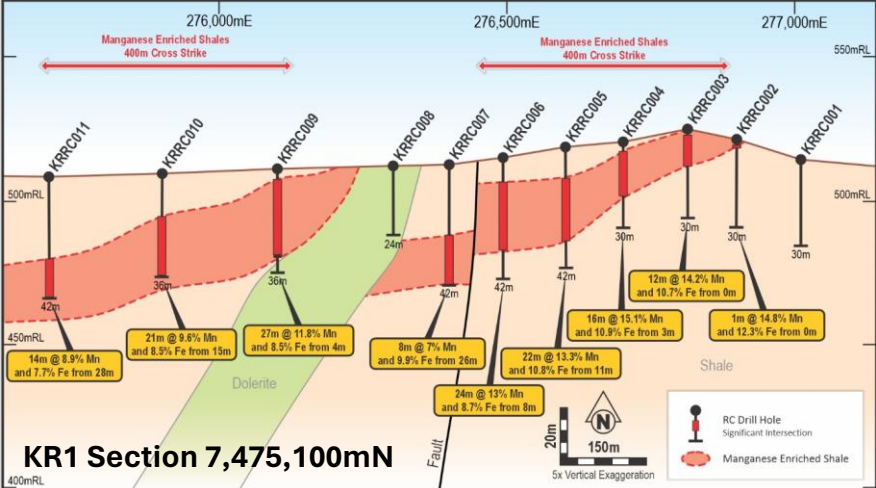 276,000mE
276,500mE
277,000mE
Manganese Enriched Shales
400m Cross Strike
Manganese Enriched Shales
400m Cross Strike
550mRL
KRRC011
KRRC010
KRRC009
KRRC008
KRRC007
KRRC006
KRRC005
KRRC004
KRRC003
KRRC002
KRRC001
500mRL
500mRL
42m
36m
36m
24m
42m
42m
42m
30m
30m
30m
30m
14m @ 8.9% Mn
and 7.7% Fe from 28m
21m @ 9.6% Mn
and 8.5% Fe from 15m
27m @ 11.8% Mn
and 8.5% Fe from 4m
8m @ 7% Mn
and 9.9% Fe from 26m
24m @ 13% Mn
and 8.7% Fe from 8m
22m @ 13.3% Mn
and 10.8% Fe from 11m
16m @ 15.1% Mn
and 10.9% Fe from 3m
12m @ 14.2% Mn
and 10.7% Fe from 0m
1m @ 14.8% Mn
and 12.3% Fe from 0m
450mRL
Dolerite
Shale
Fault
N
20m
150m
5x Vertical Exaggeration
RC Drill Hole
Significant Intersection
Manganese Enriched Shale
KR1 Section 7,475,100mN
400mRL